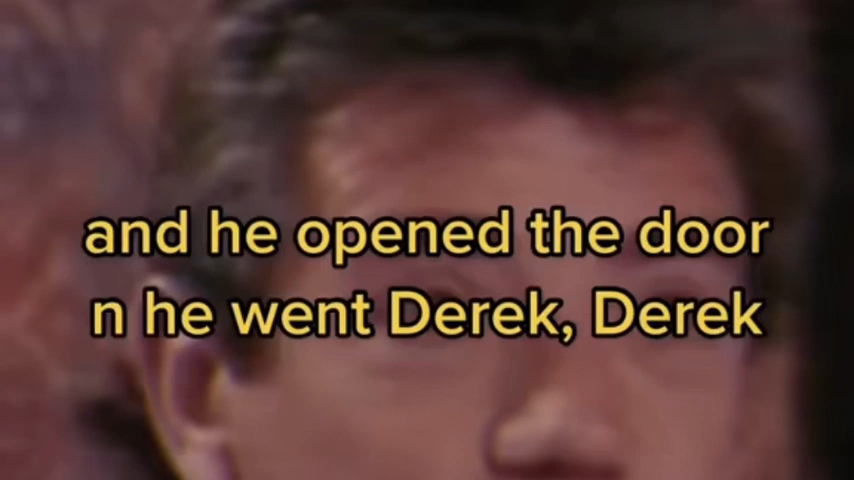 and he opened the door
n he went Derek, Derek